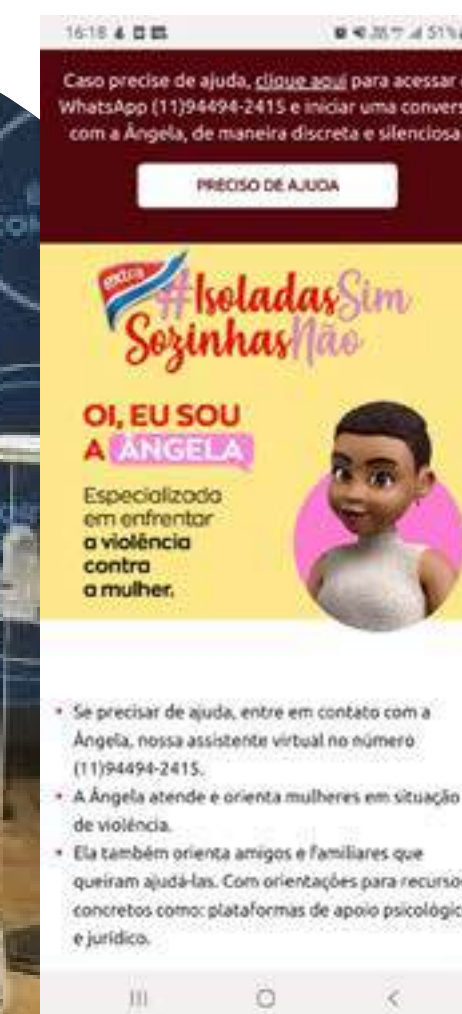 16:18
51%
Caso precise de ajuda, clique aqui para acessar
WhatsApp (11)94494-2415 e iniciar uma convers
com a Ângela, de maneira discreta e silenciosa
PRECISO DE AJUDA
extra
#IsoladasSim
SozinhasNão
OI, EU SOU
A ÂNGELA
Especializada
em enfrentar
a violência
contra
a mulher.
• Se precisar de ajuda, entre em contato com a
Ângela, nossa assistente virtual no número
(11)94494-2415.
• A Ângela atende e orienta mulheres em situação
de violência.
• Ela também orienta amigos e familiares que
queiram ajudá-las. Com orientações para recurso
concretos como: plataformas de apoio psicológic
e jurídico.